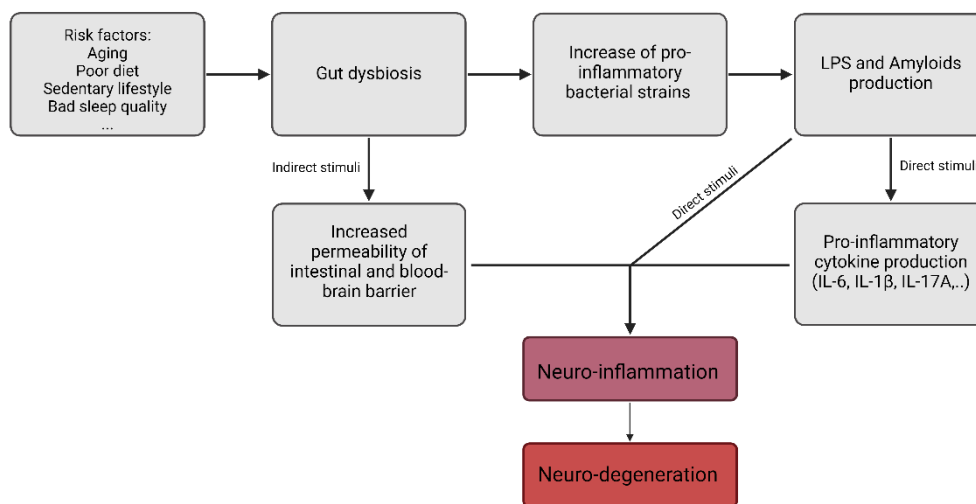 Risk factors:
Aging
Poor diet
Sedentary lifestyle
Bad sleep quality
...
Gut dysbiosis
Increase of pro-
inflammatory
bacterial strains
LPS and Amyloids
production
Indirect stimuli
Direct stimuli
Direct stimuli
Increased
permeability of
intestinal and blood-
brain barrier
Pro-inflammatory
cytokine production
(IL-6, IL-1β, IL-17A,..)
Neuro-inflammation
Neuro-degeneration